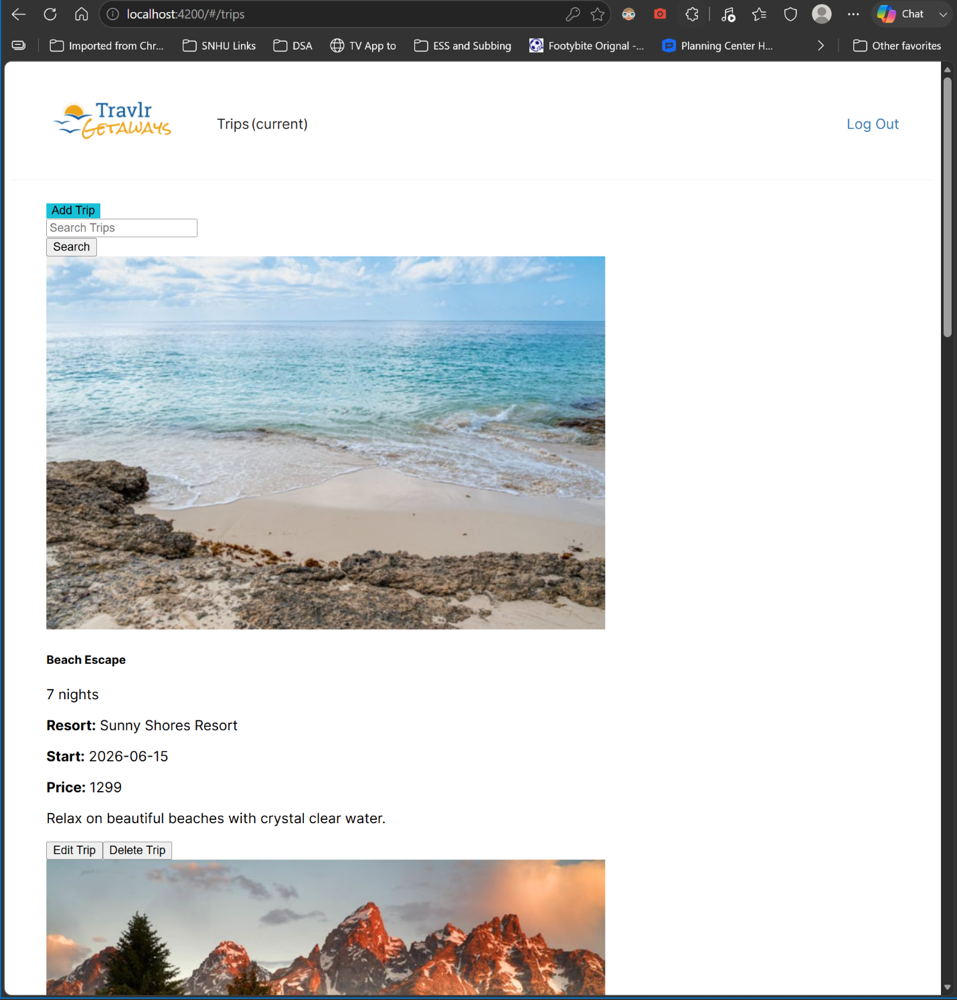 localhost:4200/#/trips
Chat
Imported from Chr...
SNHU Links
DSA
TV App to
ESS and Subbing
Footybite Orignal -...
Planning Center H...
Other favorites
Travlr
GETAWAYS
Trips (current)
Log Out
Add Trip
Search Trips
Search
Beach Escape
7 nights
Resort: Sunny Shores Resort
Start: 2026-06-15
Price: 1299
Relax on beautiful beaches with crystal clear water.
Edit Trip
Delete Trip